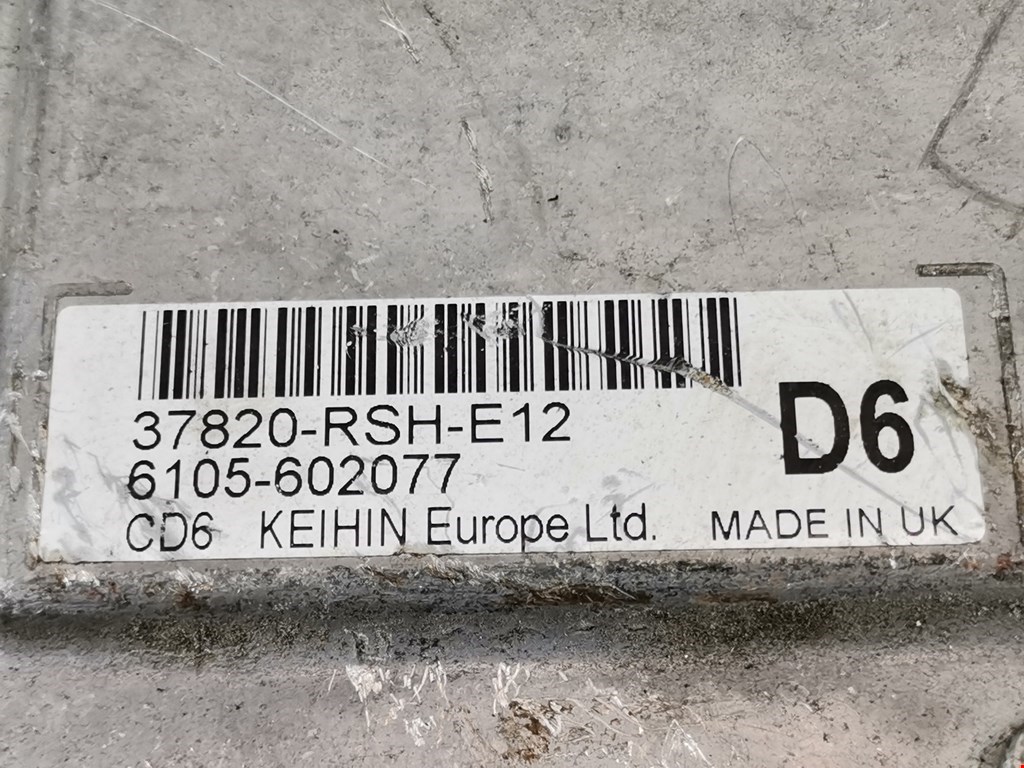 37820-RSH-E12
6105-602077
D6
CD6 KEIHIN Europe Ltd. MADE IN UK